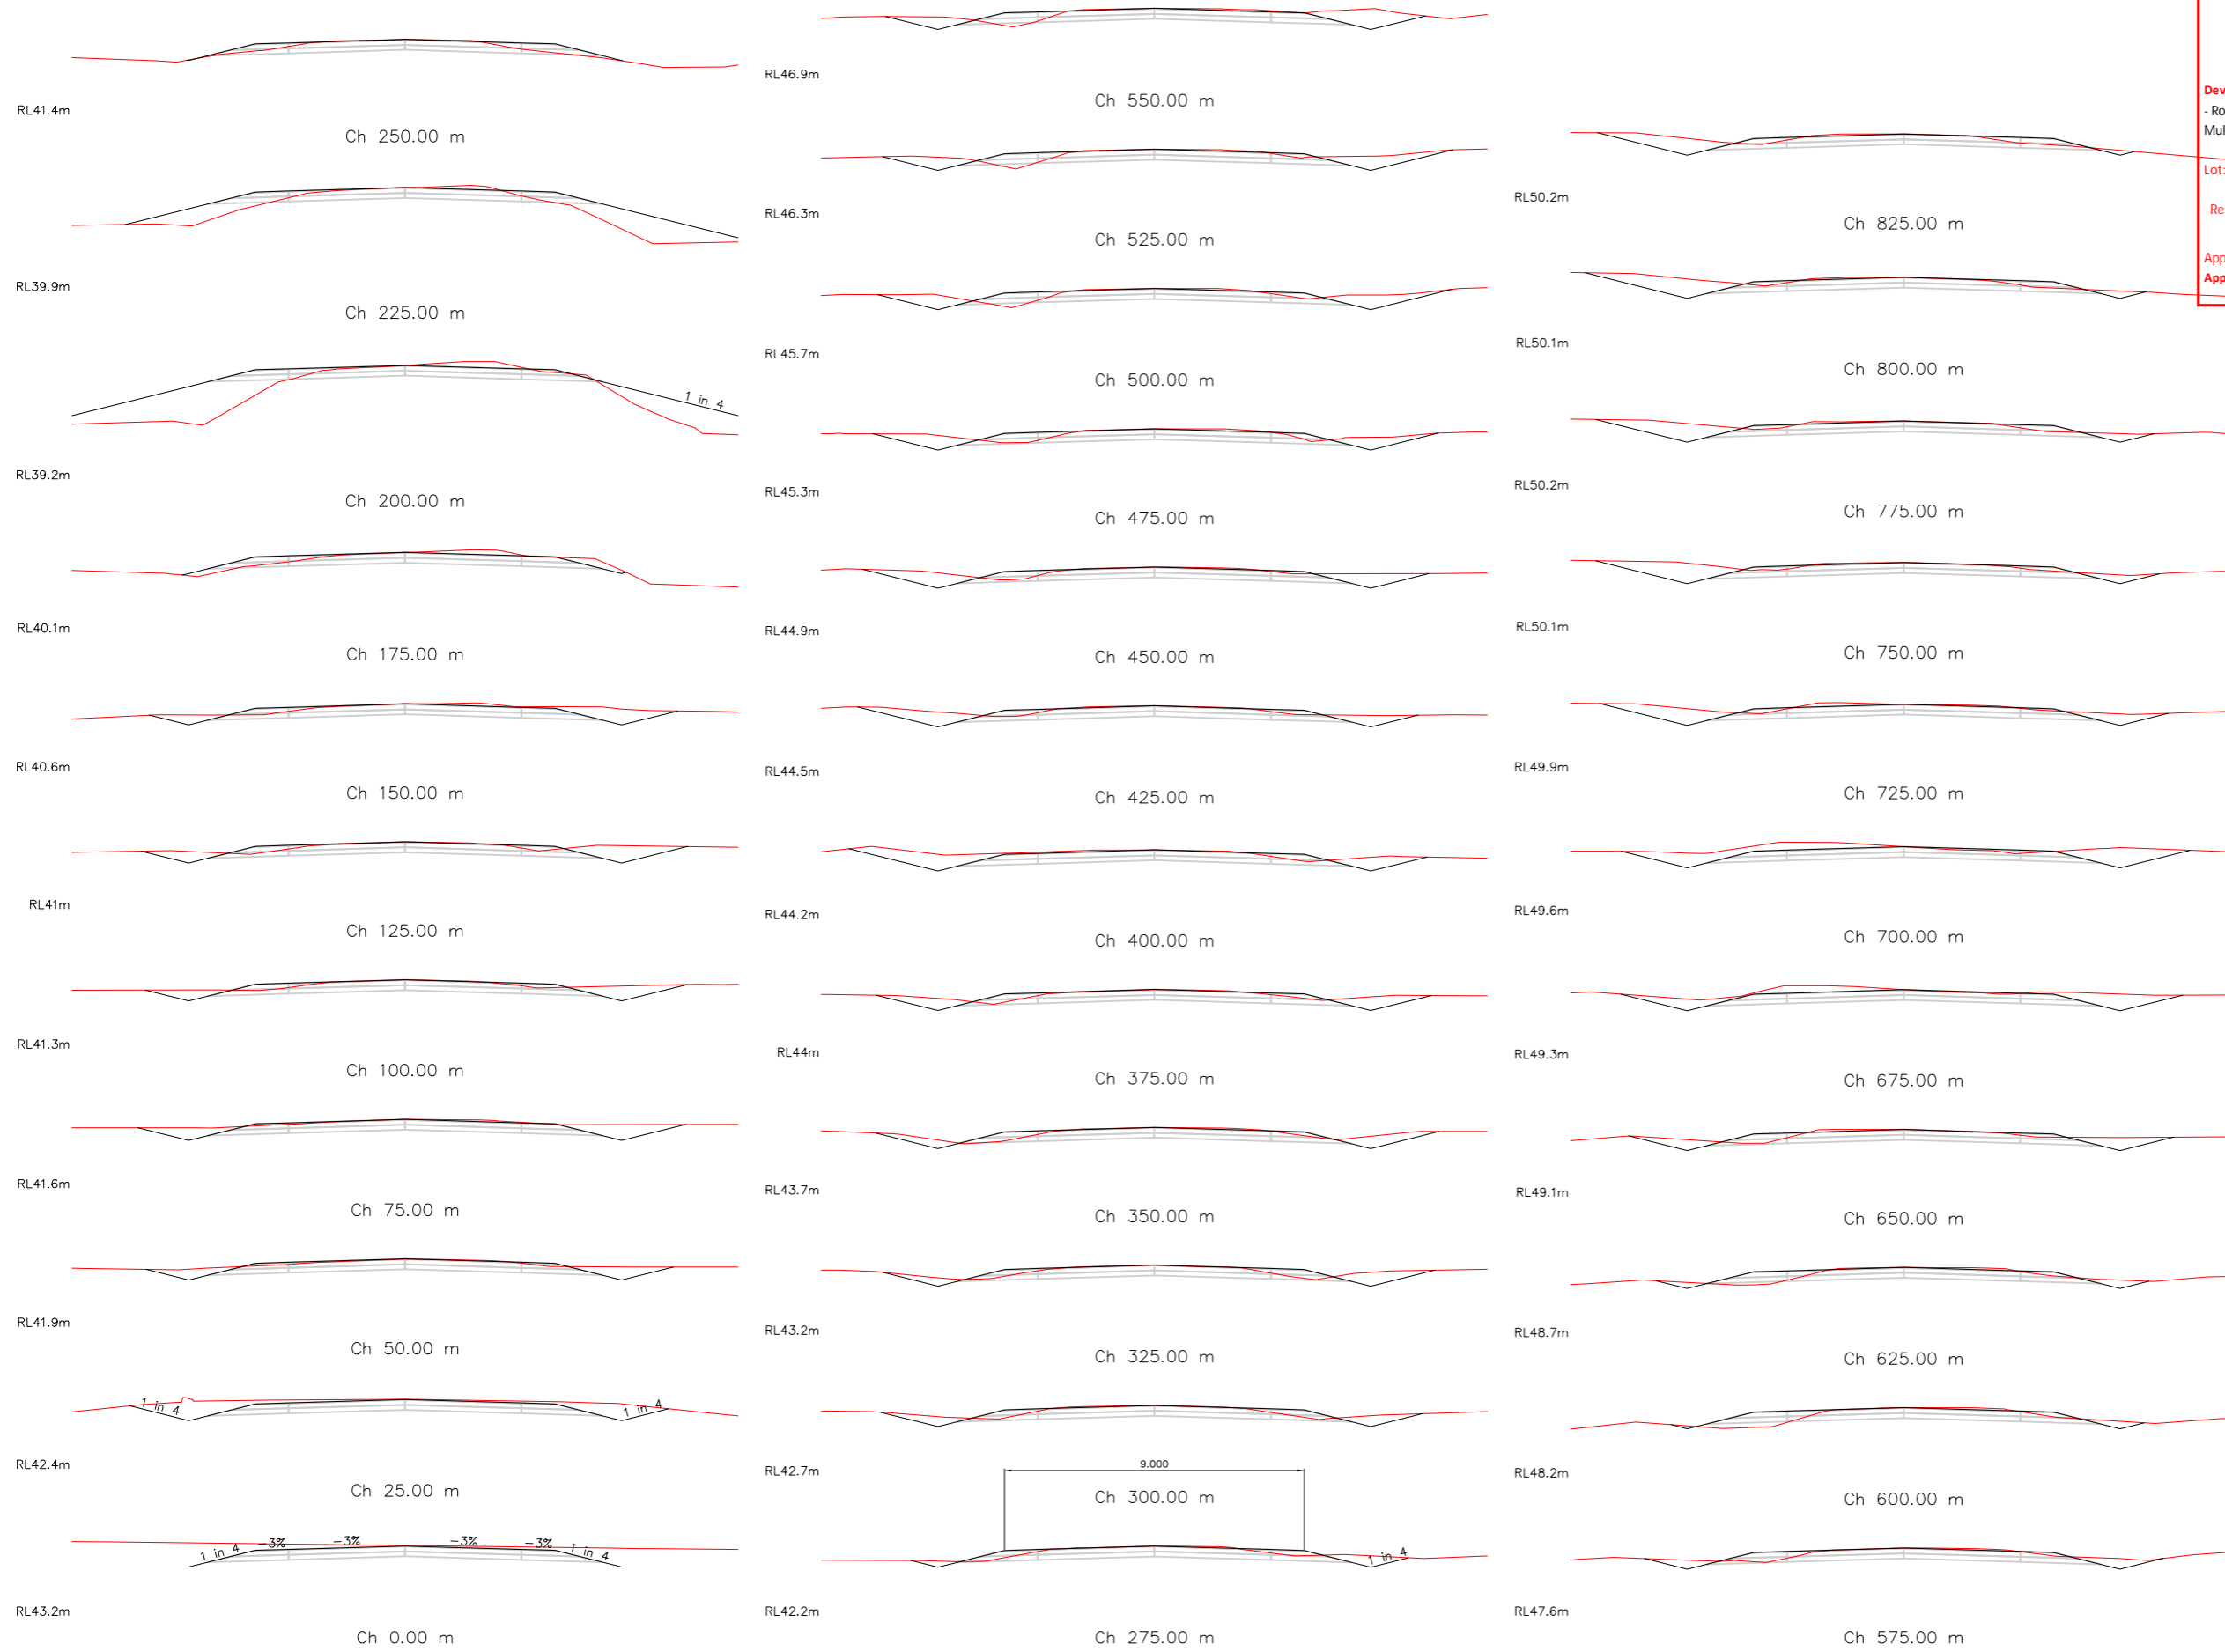 RL41.4m
Ch 250.00 m
RL39.9m
Ch 225.00 m
1 in 4
RL39.2m
Ch 200.00 m
RL40.1m
Ch 175.00 m
RL40.6m
Ch 150.00 m
RL41m
Ch 125.00 m
RL41.3m
Ch 100.00 m
RL41.6m
Ch 75.00 m
RL41.9m
Ch 50.00 m
1 in 4
1 in 4
RL42.4m
Ch 25.00 m
1 in 4 -3% -3% -3% -3% 1 in 4
RL43.2m
Ch 0.00 m
RL46.9m
Ch 550.00 m
RL46.3m
Ch 525.00 m
RL45.7m
Ch 500.00 m
RL45.3m
Ch 475.00 m
RL44.9m
Ch 450.00 m
RL44.5m
Ch 425.00 m
RL44.2m
Ch 400.00 m
RL44m
Ch 375.00 m
RL43.7m
Ch 350.00 m
RL43.2m
Ch 325.00 m
RL42.7m
9.000
Ch 300.00 m
1 in 4
RL42.2m
Ch 275.00 m
RL50.2m
Ch 825.00 m
RL50.1m
Ch 800.00 m
RL50.2m
Ch 775.00 m
RL50.1m
Ch 750.00 m
RL49.9m
Ch 725.00 m
RL49.6m
Ch 700.00 m
RL49.3m
Ch 675.00 m
RL49.1m
Ch 650.00 m
RL48.7m
Ch 625.00 m
RL48.2m
Ch 600.00 m
RL47.6m
Ch 575.00 m
Dev
- Ro
Mul
Lot:
Re
App
App